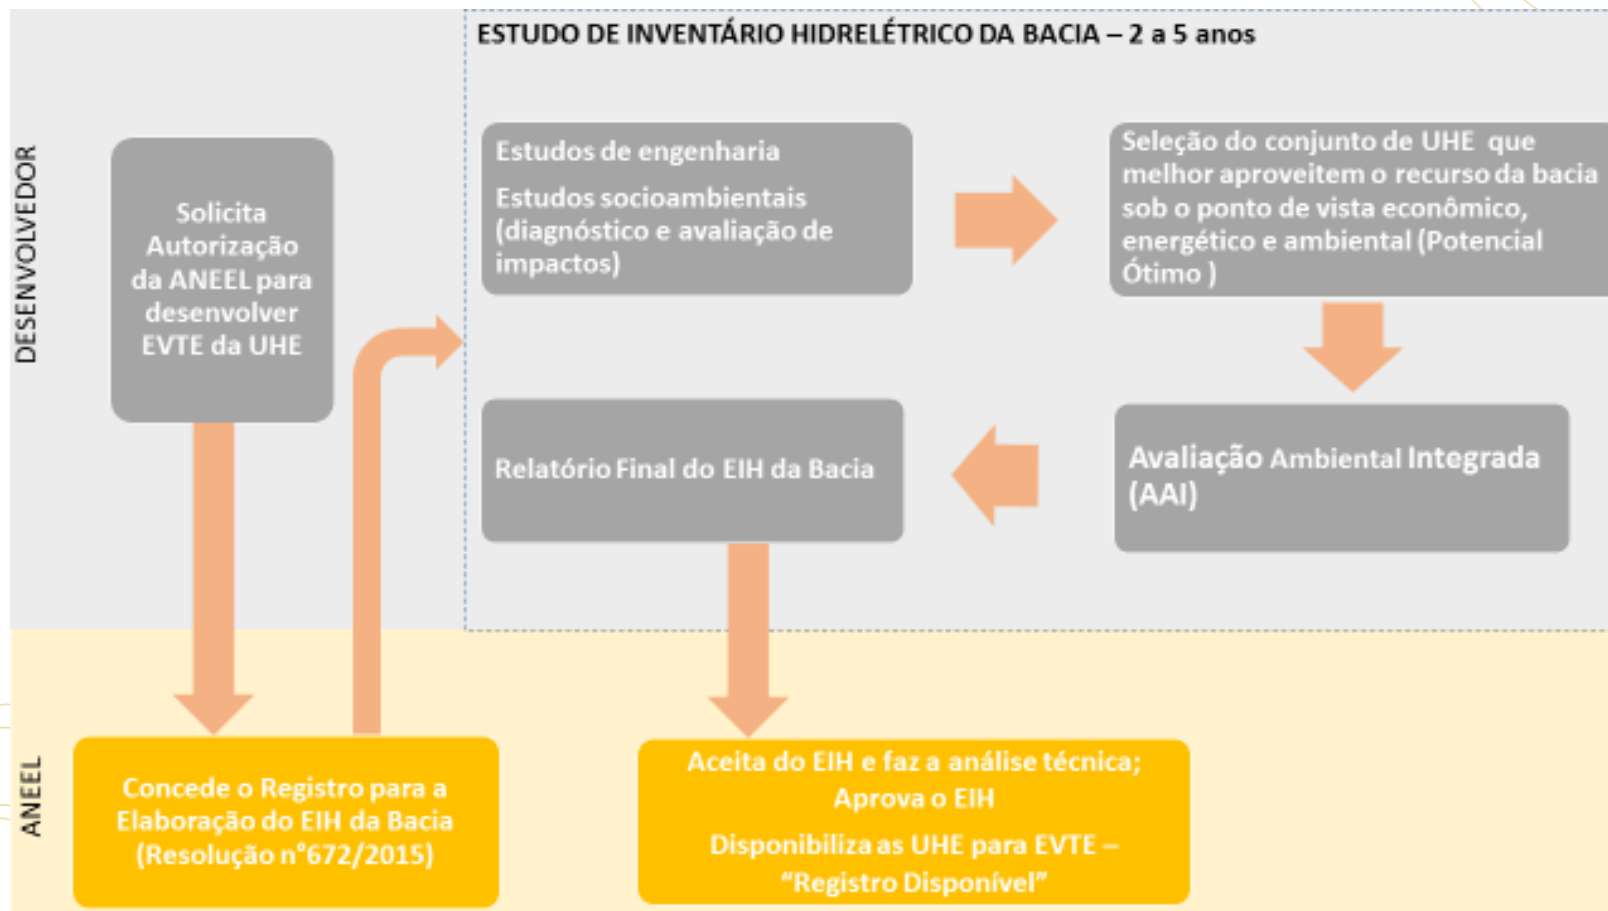 ESTUDO DE INVENTÁRIO HIDRELÉTRICO DA BACIA – 2 a 5 anos
DESENVOLVEDOR
Solicita
Autorização
da ANEEL para
desenvolver
EVTE da UHE
Estudos de engenharia
Estudos socioambientais
(diagnóstico e avaliação de
impactos)
Seleção do conjunto de UHE que
melhor aproveitem o recurso da bacia
sob o ponto de vista econômico,
energético e ambiental (Potencial
Ótimo )
Avaliação Ambiental Integrada
(AAI)
Relatório Final do EIH da Bacia
ANEEL
Concede o Registro para a
Elaboração do EIH da Bacia
(Resolução n°672/2015)
Aceita do EIH e faz a análise técnica;
Aprova o EIH
Disponibiliza as UHE para EVTE –
“Registro Disponível”